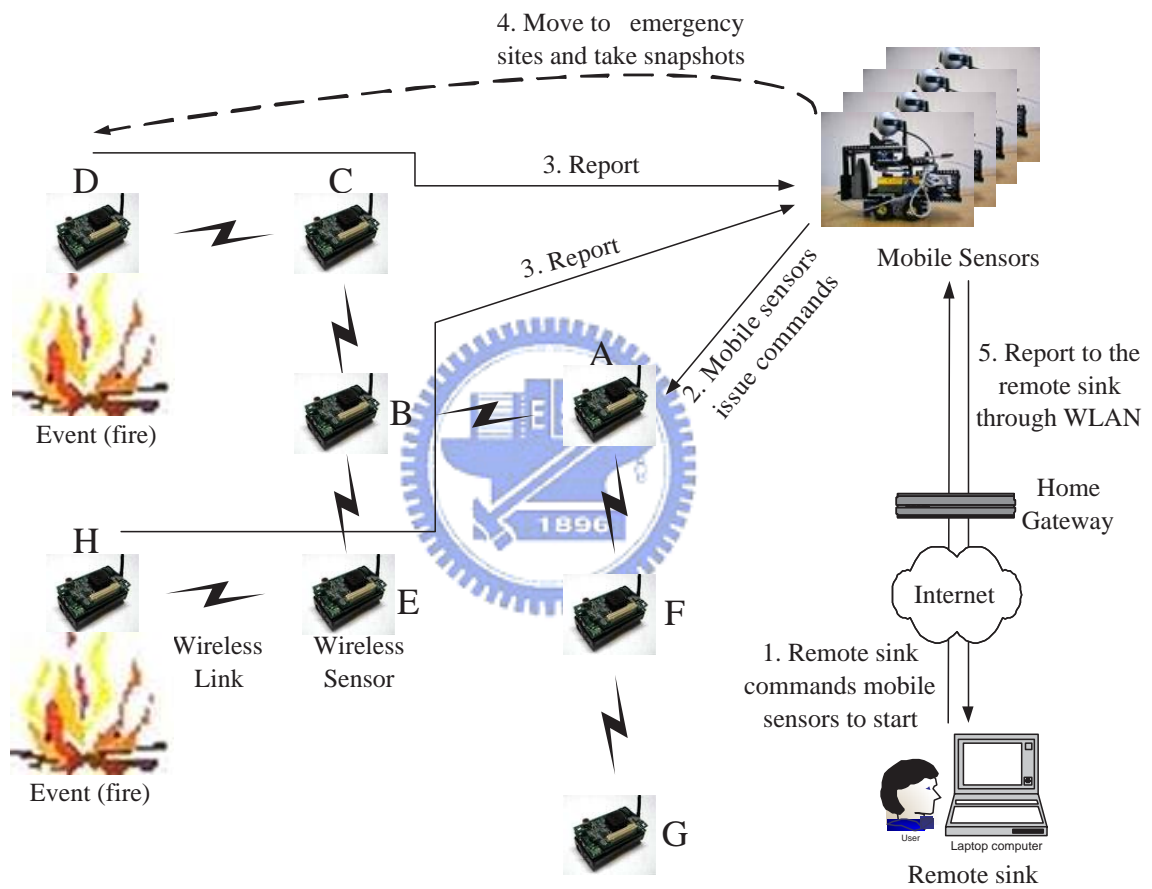 4. Move to emergency
sites and take snapshots
D
C
3. Report
Mobile Sensors
3. Report
2. Mobile sensors
issue commands
A
B
Event (fire)
5. Report to the
remote sink
through WLAN
1896
Home
Gateway
H
E
F
Wireless
Link
Wireless
Sensor
Internet
1. Remote sink
commands mobile
sensors to start
Event (fire)
G
User
Laptop computer
Remote sink